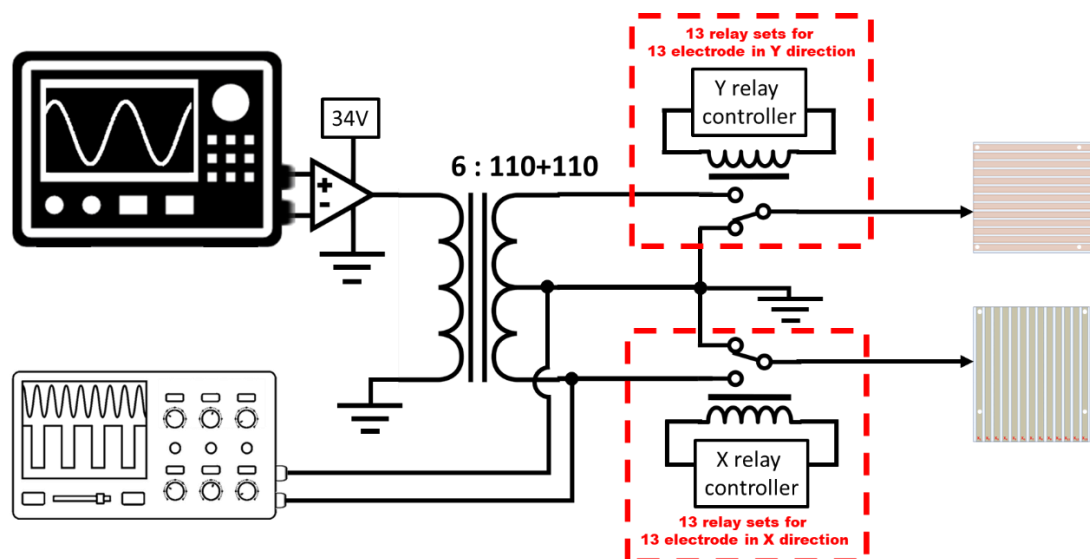 13 relay sets for
13 electrode in Y direction
Y relay
controller
34V
6 : 110+110
+
-
X relay
controller
13 relay sets for
13 electrode in X direction